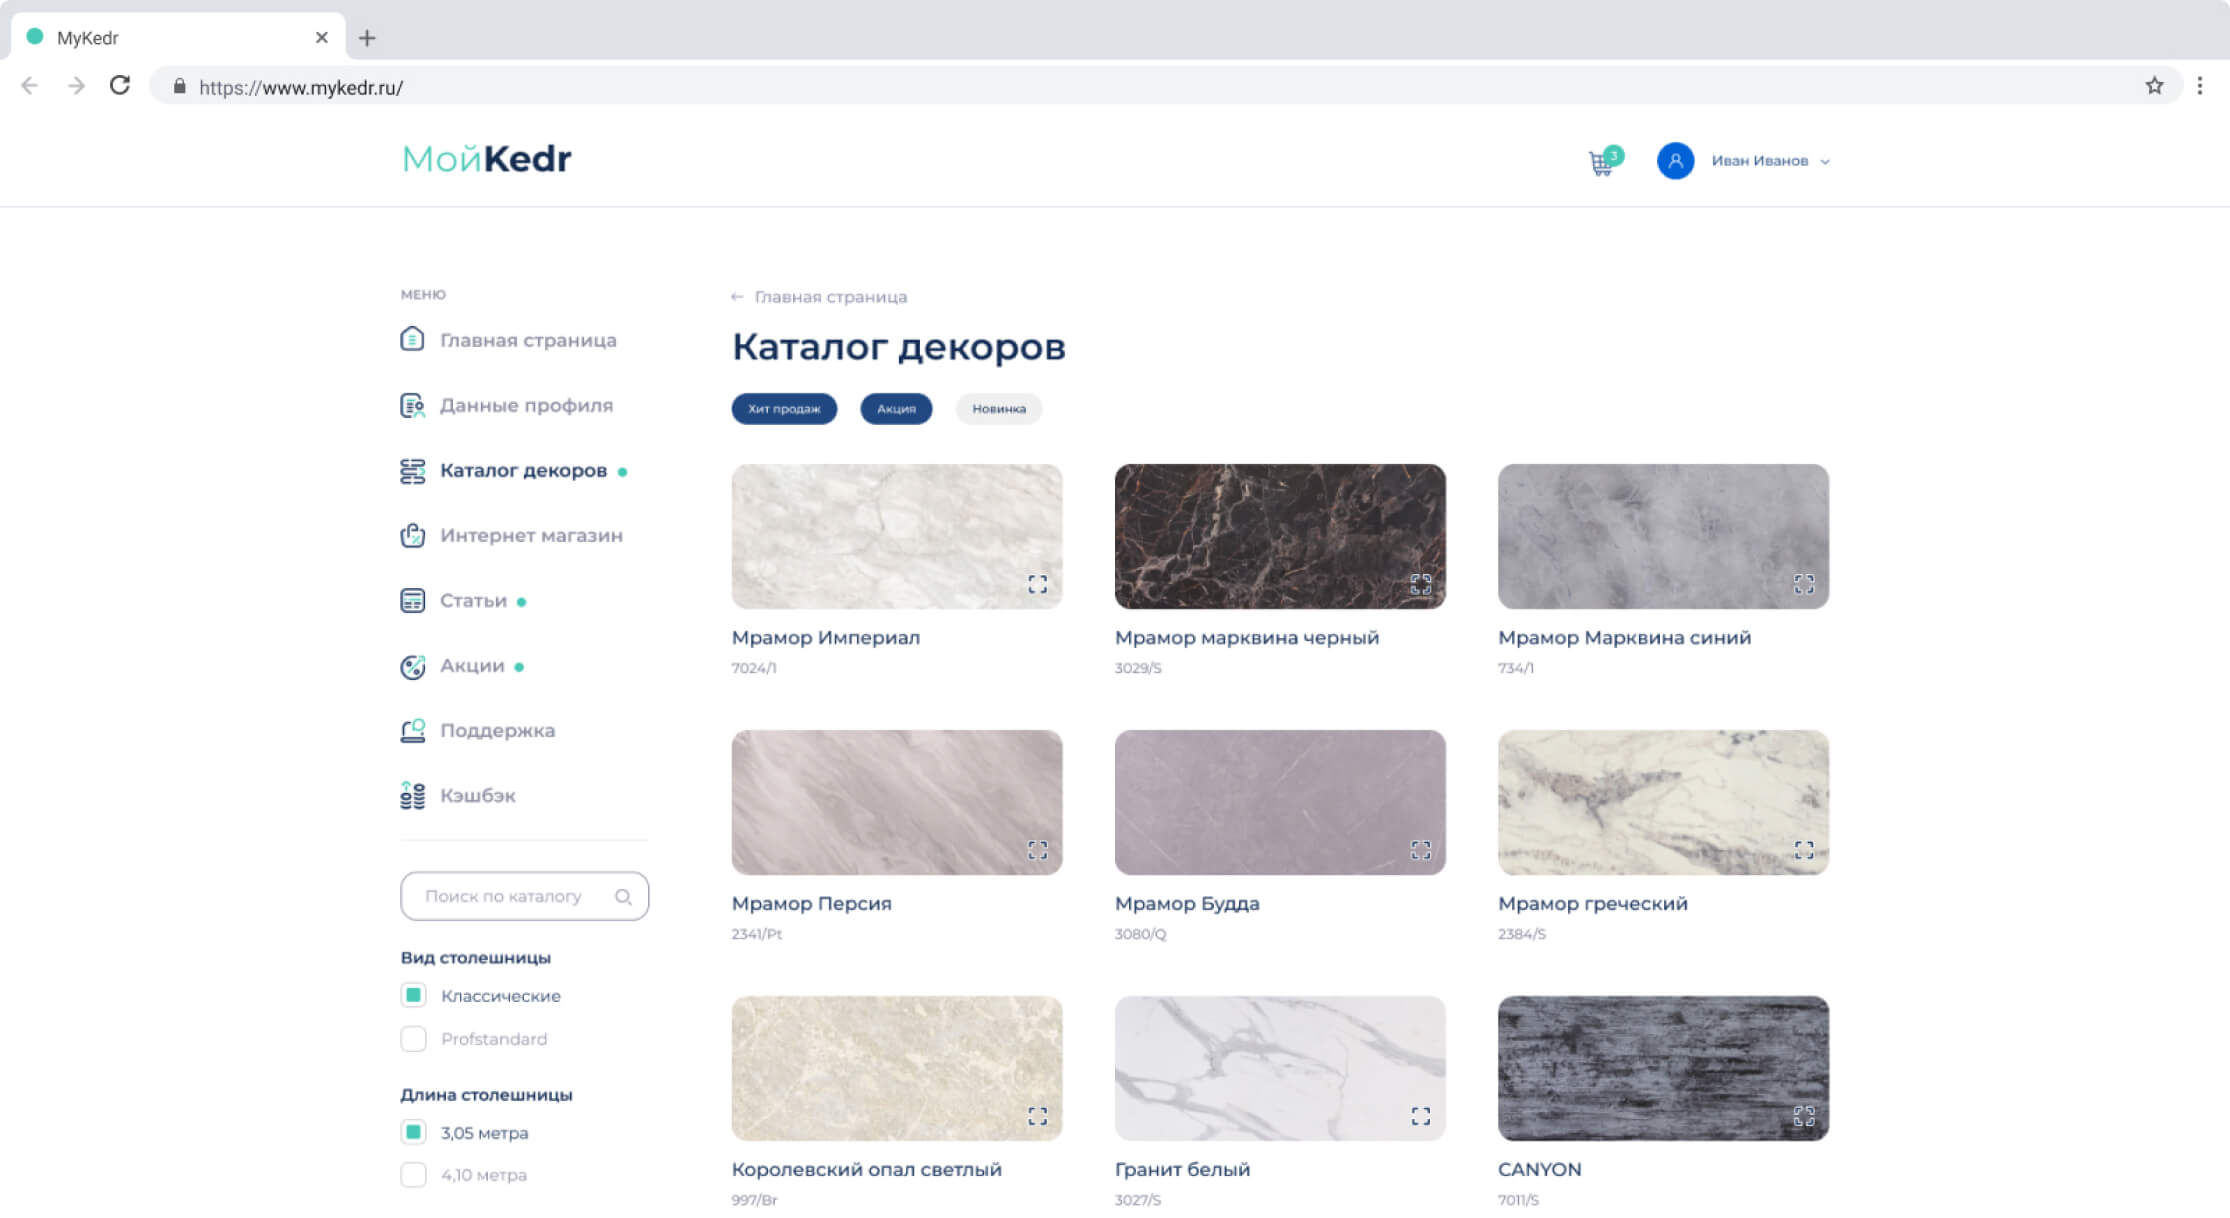 MyKedr
https://www.mykedr.ru/
МойKedr
3
Иван Иванов
МЕНЮ
Главная страница
Данные профиля
Каталог декоров
Интернет магазин
Статьи
Акции
Поддержка
Кэшбэк
Поиск по каталогу
Вид столешницы
Классические
Profstandard
Длина столешницы
3,05 метра
4,10 метра
Главная страница
Каталог декоров
Хит продаж
Акция
Новинка
Мрамор Империал
7024/1
Мрамор марквина черный
3029/S
Мрамор Марквина синий
734/1
Мрамор Персия
2341/Pt
Мрамор Будда
3080/Q
Мрамор греческий
2384/S
Королевский опал светлый
997/Br
Гранит белый
3027/S
CANYON
7011/S